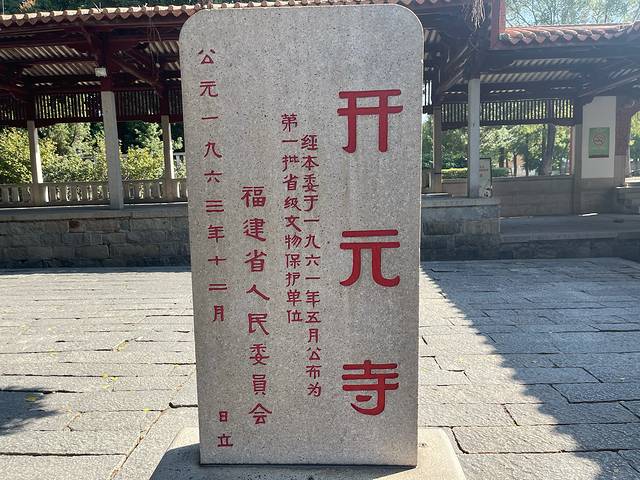 开元寺
经本委于一九六一年五月公布为
第一批省级文物保护单位
福建省人民委員会
公元一九六三年十二月 日立